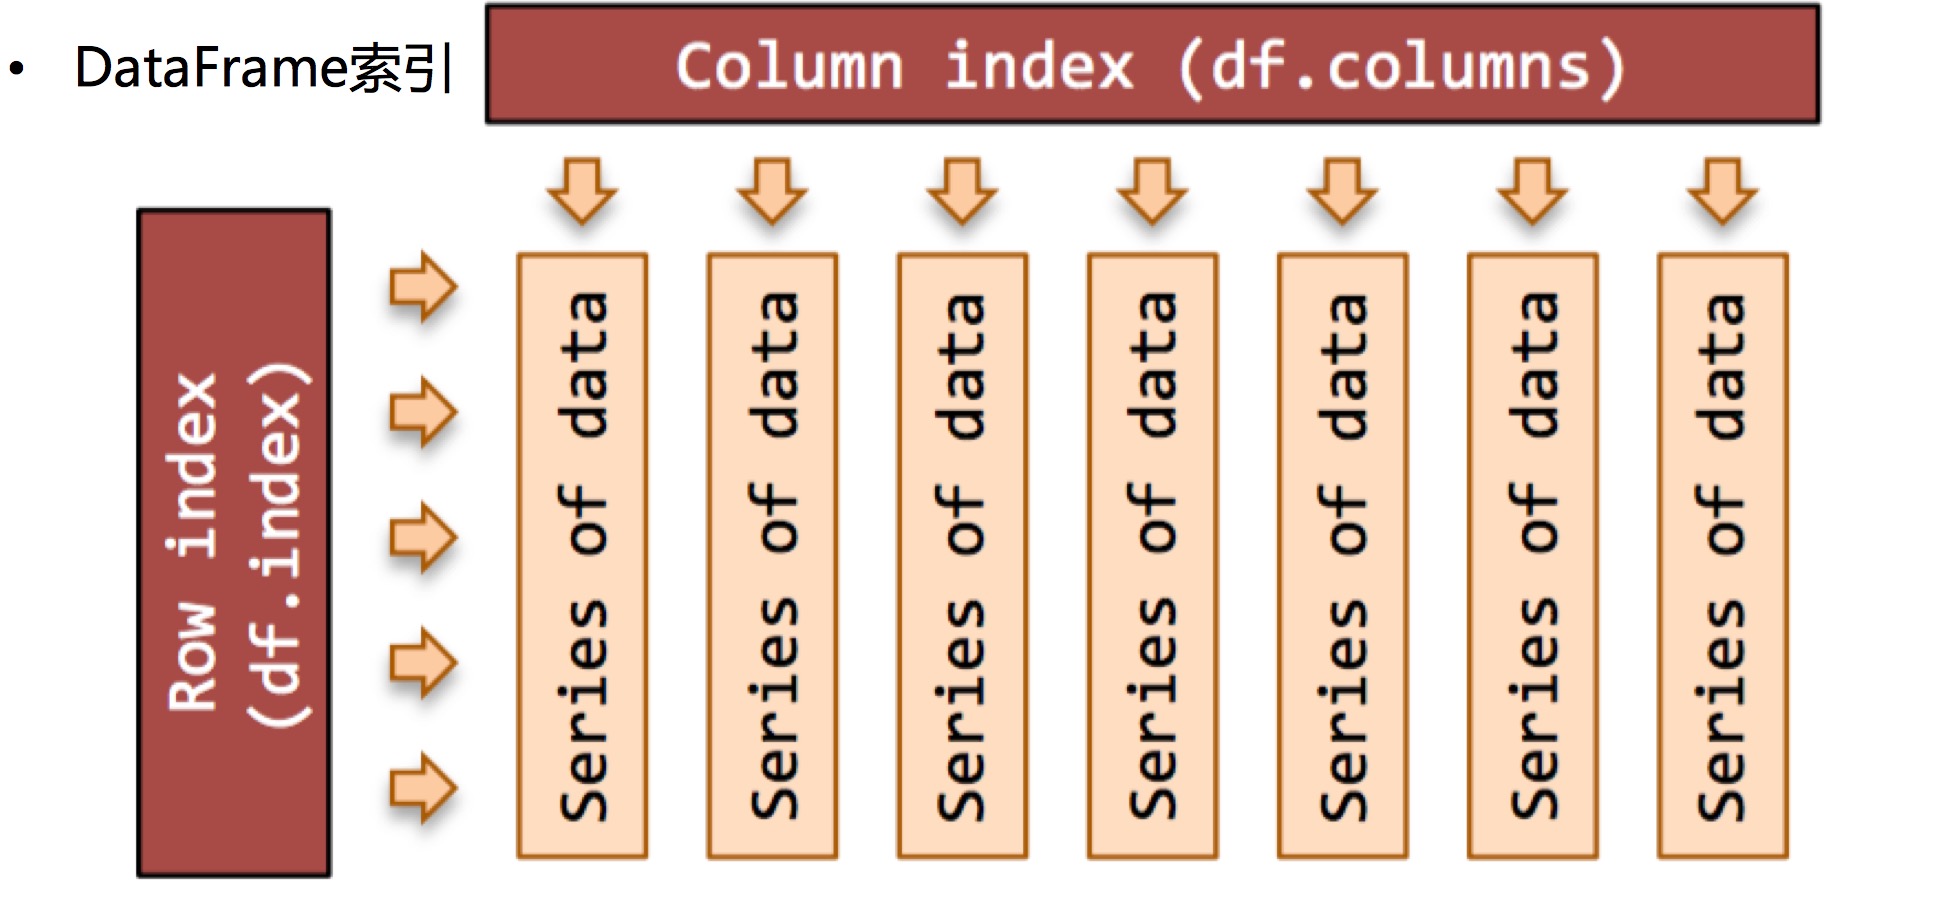 • DataFrame索引
Column index (df.columns)
Row index
(df.index)
Series of data
Series of data
Series of data
Series of data
Series of data
Series of data
Series of data